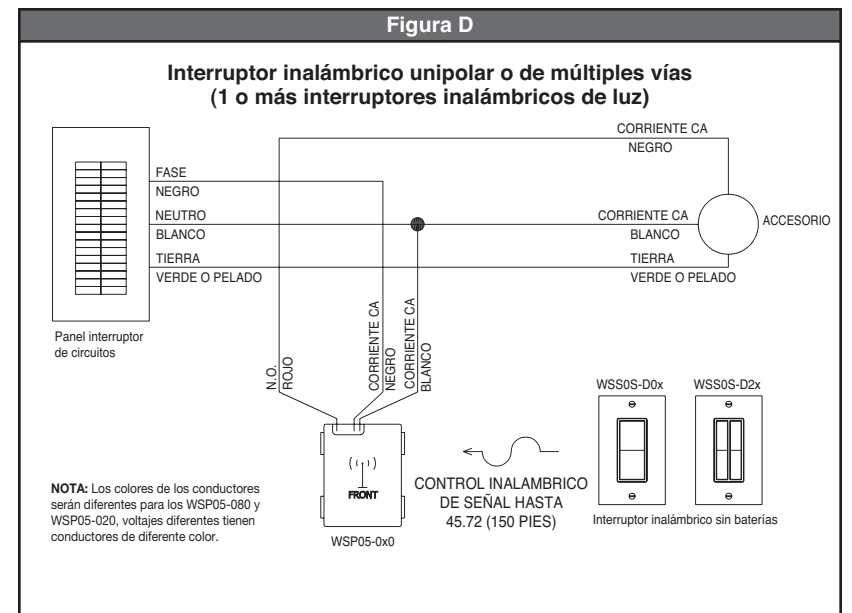 Figura D
Interruptor inalámbrico unipolar o de múltiples vías
(1 o más interruptores inalámbricos de luz)
CORRIENTE CA
NEGRO
FASE
NEGRO
NEUTRO
BLANCO
TIERRA
VERDE O PELADO
CORRIENTE CA
BLANCO
ACCESORIO
TIERRA
VERDE O PELADO
Panel interruptor
de circuitos
N.O.
ROJO
CORRIENTE CA
NEGRO
CORRIENTE CA
BLANCO
WSS0S-D0x
WSS0S-D2x
FRONT
WSP05-0x0
CONTROL INALAMBRICO
DE SEÑAL HASTA
45.72 (150 PIES)
Interruptor inalámbrico sin baterías
NOTA: Los colores de los conductores
serán diferentes para los WSP05-080 y
WSP05-020, voltajes diferentes tienen
conductores de diferente color.